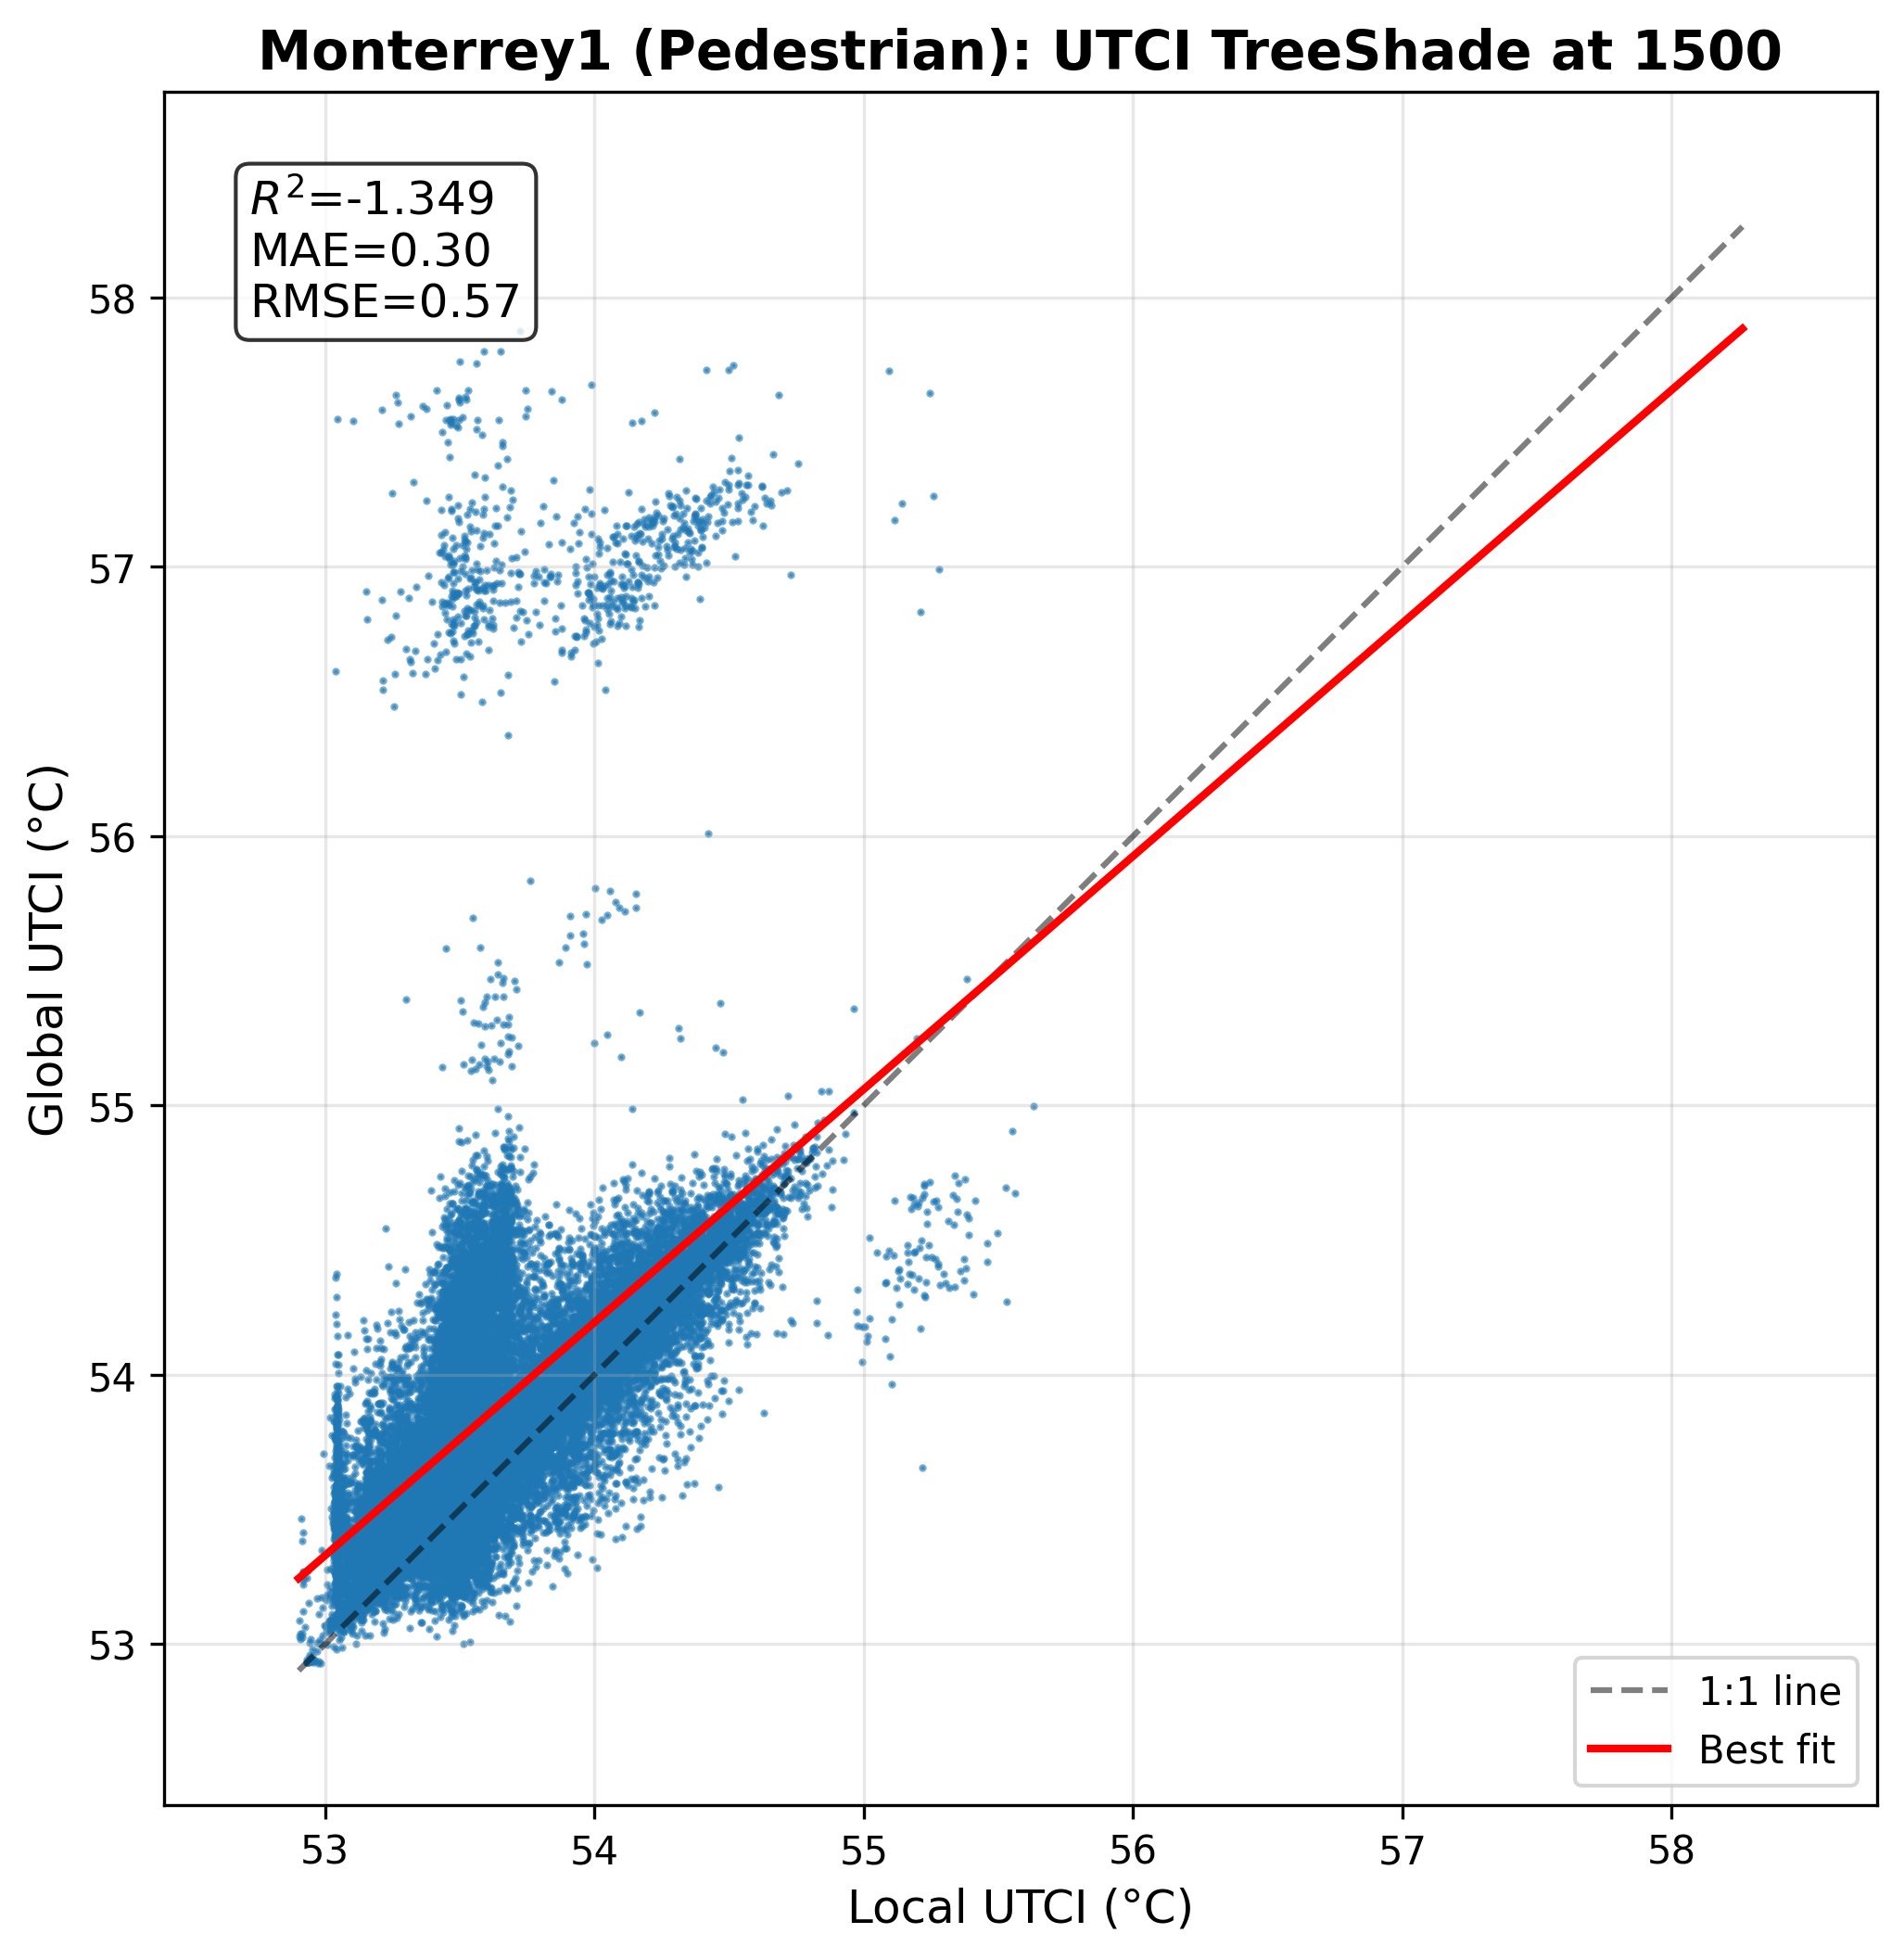 Monterrey1 (Pedestrian): UTCI TreeShade at 1500
R²=-1.349
MAE=0.30
RMSE=0.57
Global UTCI (°C)
58
57
56
55
54
53
53 54 55 56 57 58
Local UTCI (°C)
1:1 line
Best fit